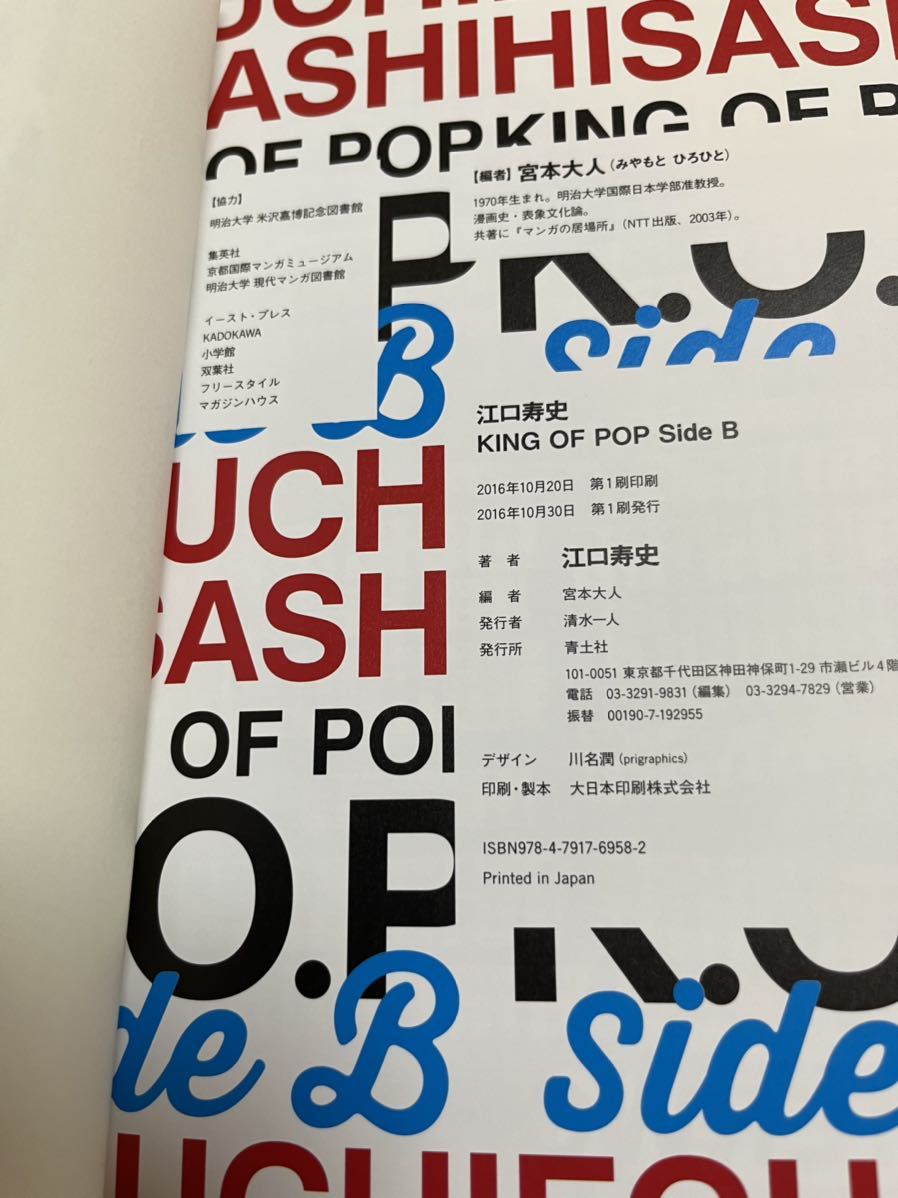 UCHIE
ASHIHISASHI
OF POPKING OF P
【協力】
明治大学 米沢嘉博記念図書館
集英社
京都国際マンガミュージアム
明治大学 現代マンガ図書館
イースト・プレス
KADOKAWA
小学館
双葉社
フリースタイル
マガジンハウス
【編者】宮本大人(みやもと ひろひと)
1970年生まれ。明治大学国際日本学部准教授。
漫画史・表象文化論。
共著に『マンガの居場所』(NTT出版、2003年)。
P K.O.
B Side
江口寿史
KING OF POP Side B
2016年10月20日 第1刷印刷
2016年10月30日 第1刷発行
著 者 江口寿史
編 者 宮本大人
発行者 清水一人
発行所 青土社
101-0051 東京都千代田区神田神保町1-29 市瀬ビル4階
電話 03-3291-9831(編集) 03-3294-7829(営業)
振替 00190-7-192955
デザイン 川名潤(prigraphics)
印刷・製本 大日本印刷株式会社
ISBN978-4-7917-6958-2
Printed in Japan
UCH
SASH
OF POP
O.P K.O
de B Side
UCHIEGU